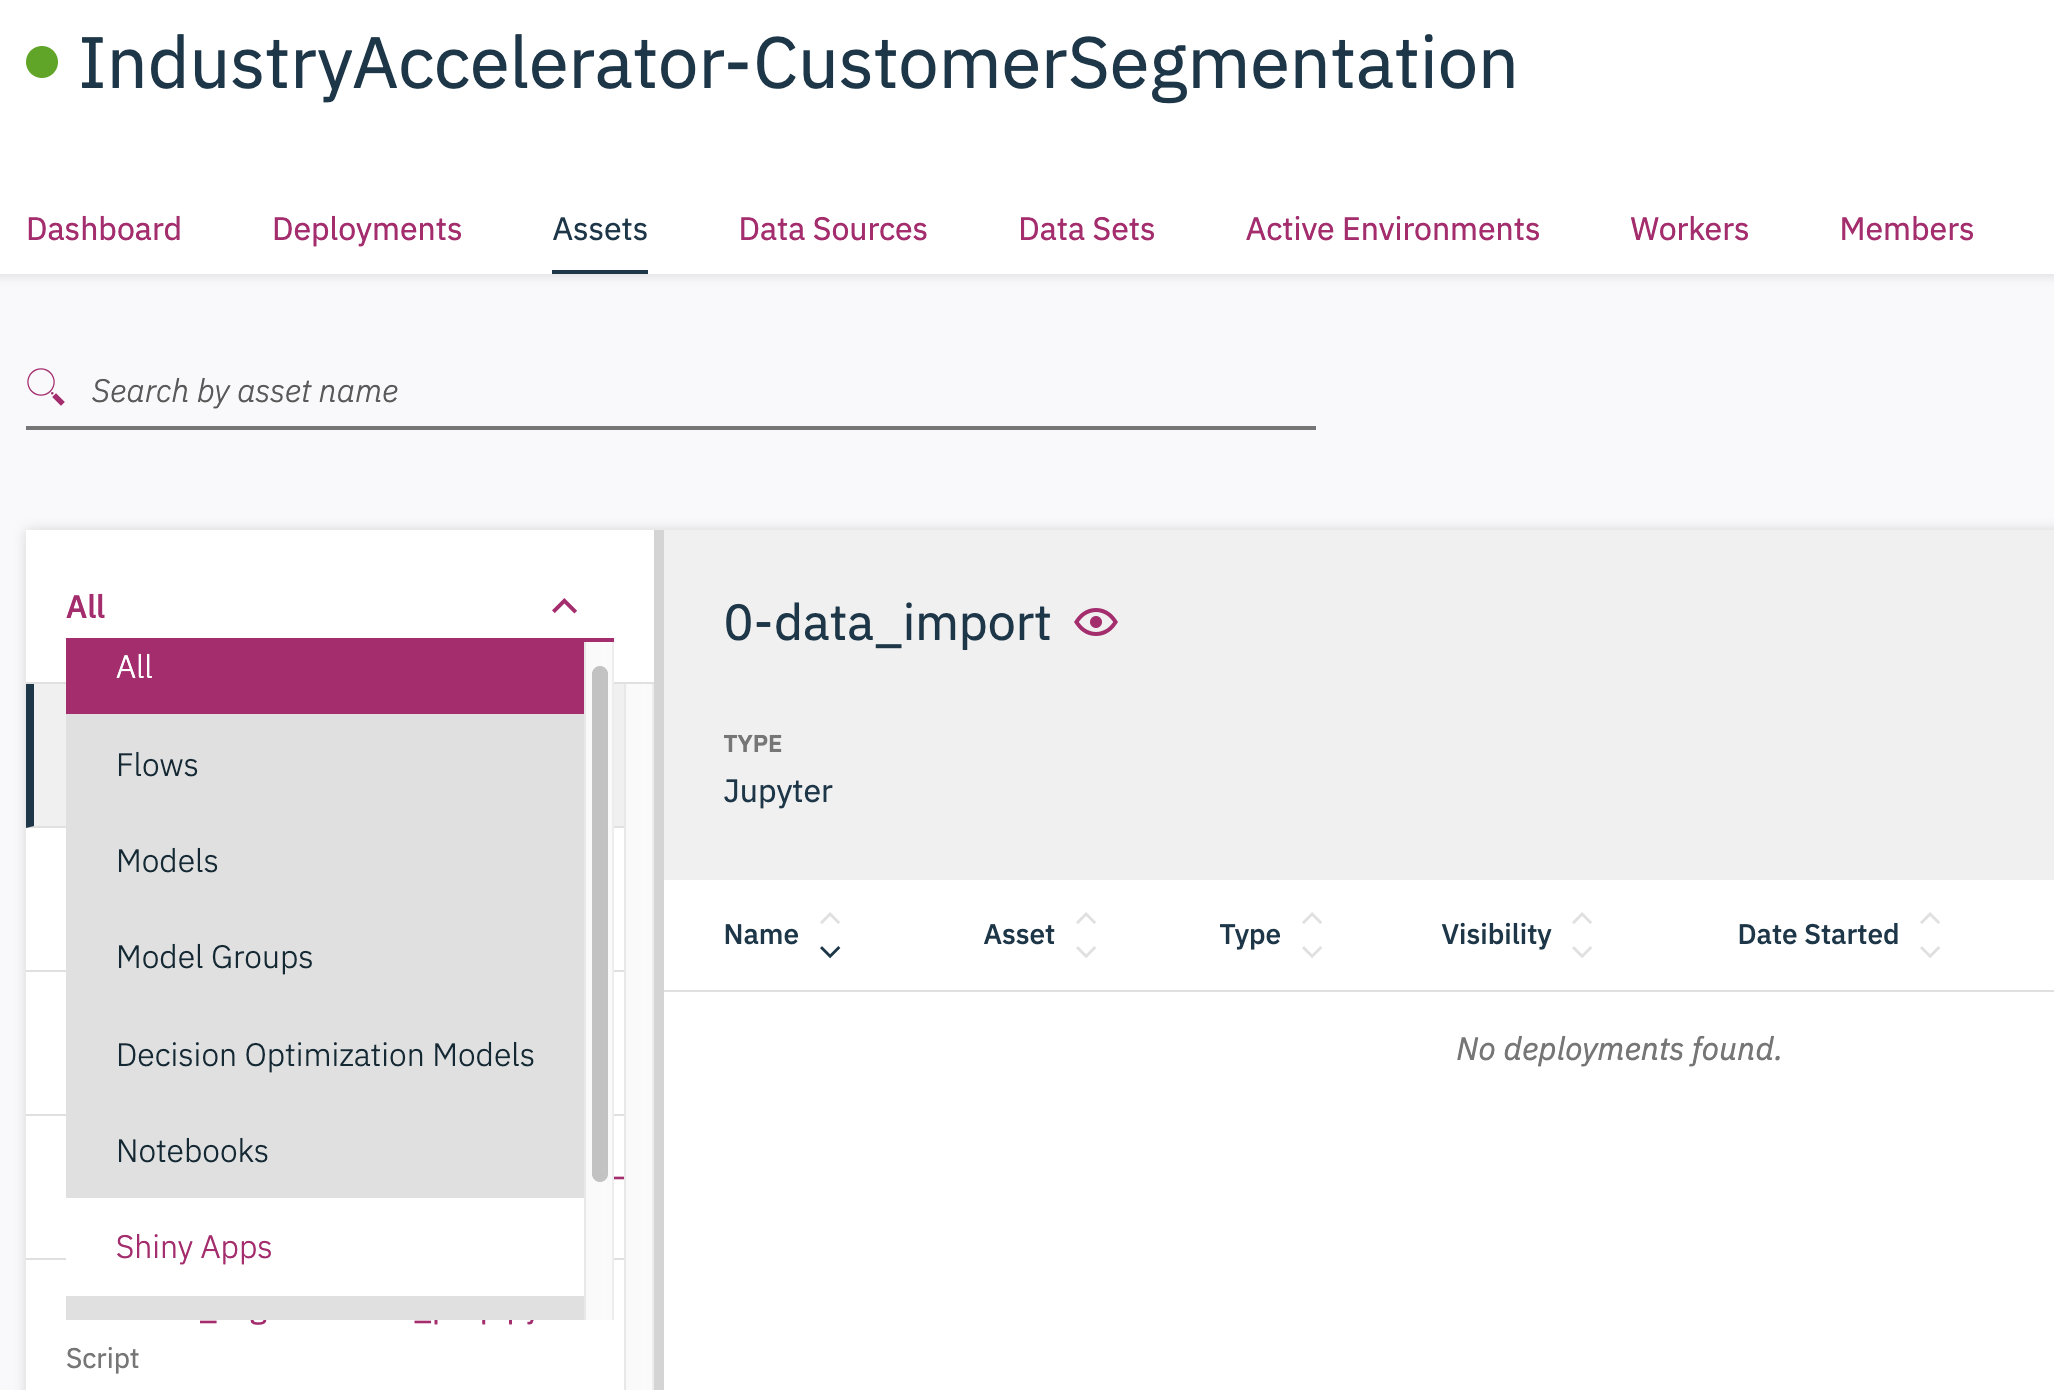 IndustryAccelerator-CustomerSegmentation
Dashboard Deployments Assets Data Sources Data Sets Active Environments Workers Members
Search by asset name
All
All
Flows
Models
Model Groups
Decision Optimization Models
Notebooks
Shiny Apps
Script
0-data_import
TYPE
Jupyter
Name Asset Type Visibility Date Started
No deployments found.